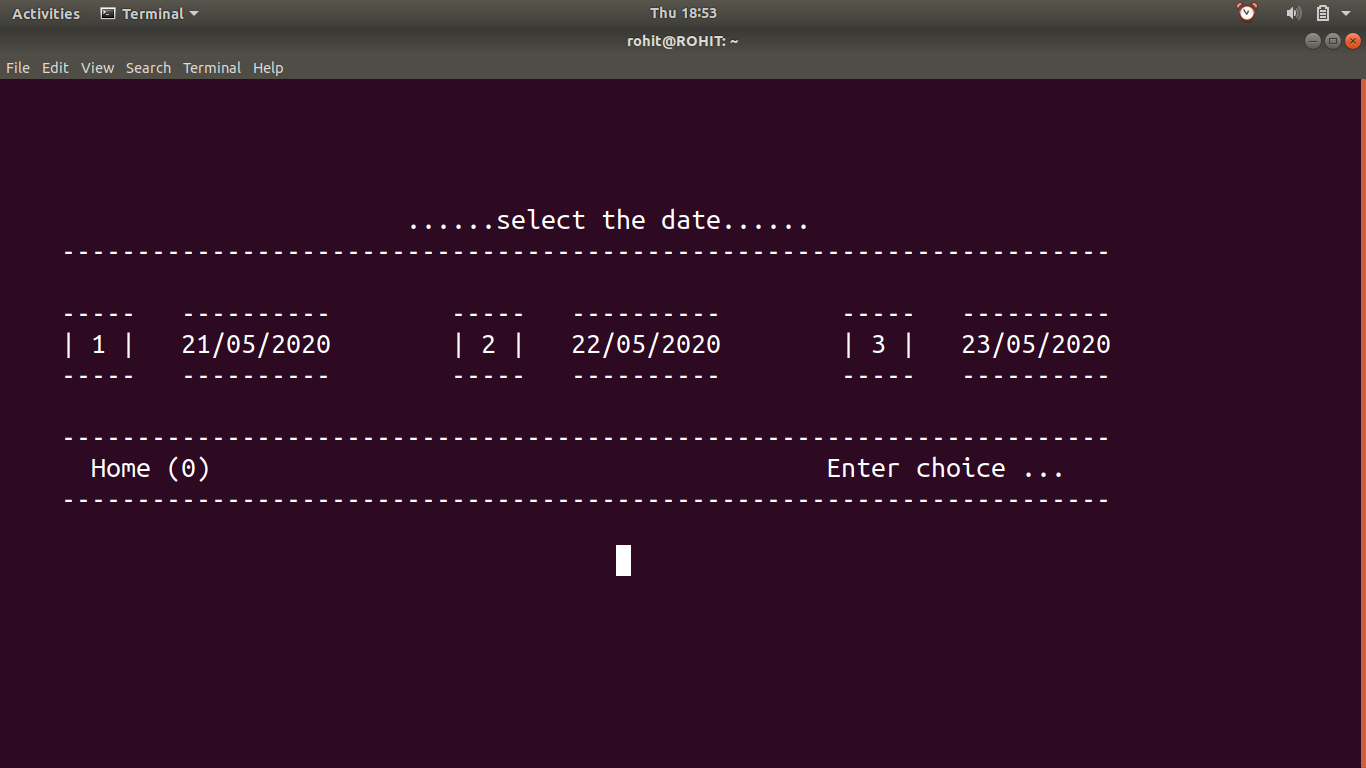 Activities Terminal Thu 18:53
rohit@ROHIT: ~
File Edit View Search Terminal Help
......select the date......
----------------------------------------------------------------------
----- ---------- ----- ---------- ----- ----------
| 1 | 21/05/2020 | 2 | 22/05/2020 | 3 | 23/05/2020
----- ---------- ----- ---------- ----- ----------
----------------------------------------------------------------------
Home (0) Enter choice ...
----------------------------------------------------------------------